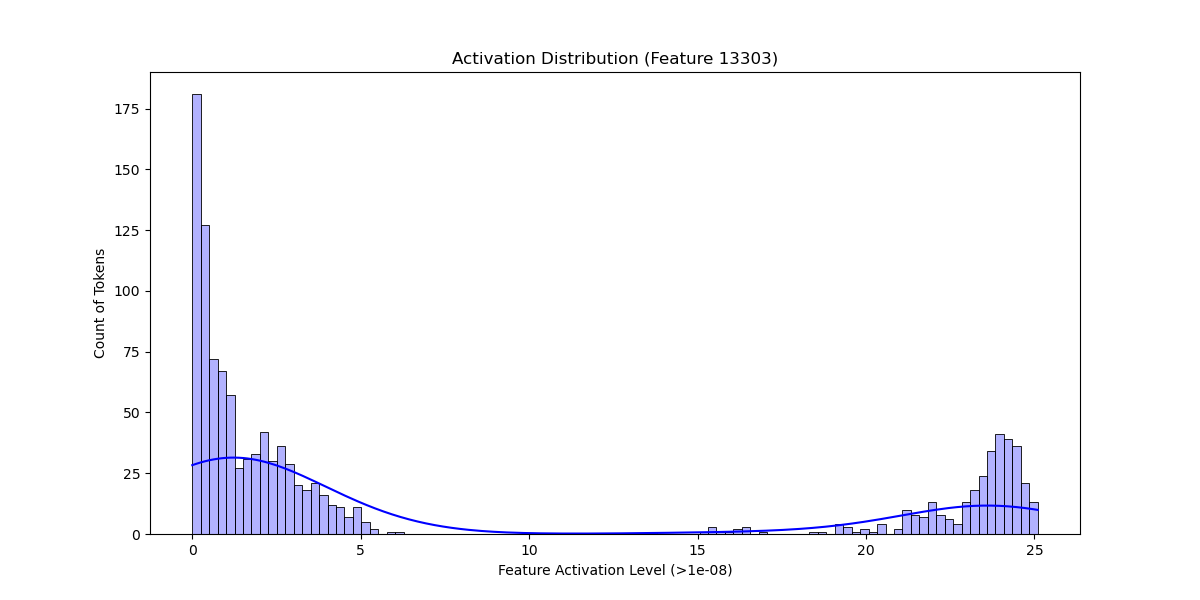 Activation Distribution (Feature 13303)
175
150
125
100
75
50
25
0
Count of Tokens
0 5 10 15 20 25
Feature Activation Level (>1e-08)